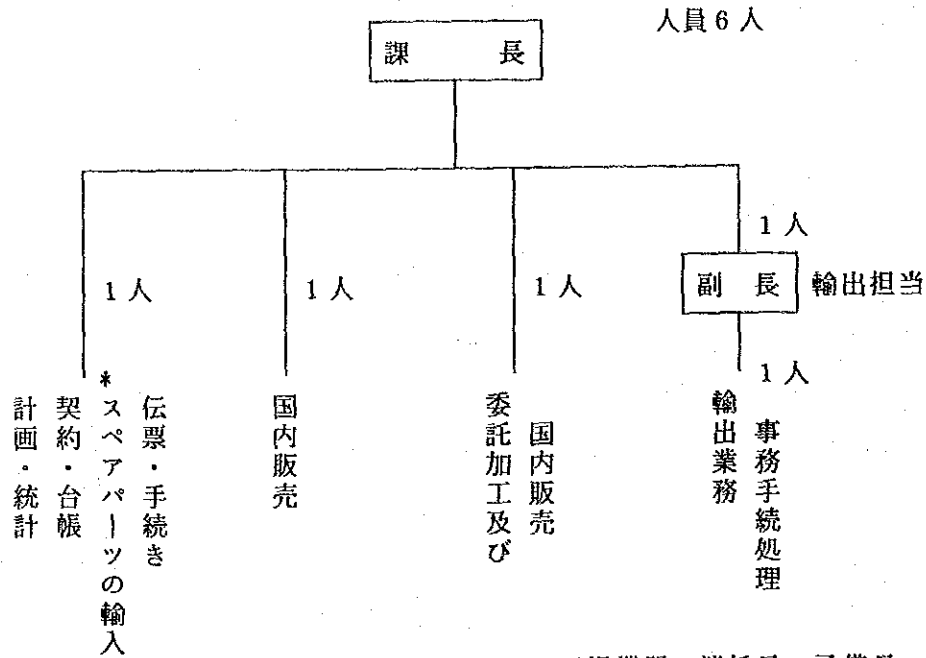 人員6人
課長
1人
1人
1人
1人
副長
輸出担当
1人
計画・統計
契約・台帳
*スペアパーツの輸入
伝票・手続き
国内販売
委託加工及び
国内販売
輸出業務
事務手続処理